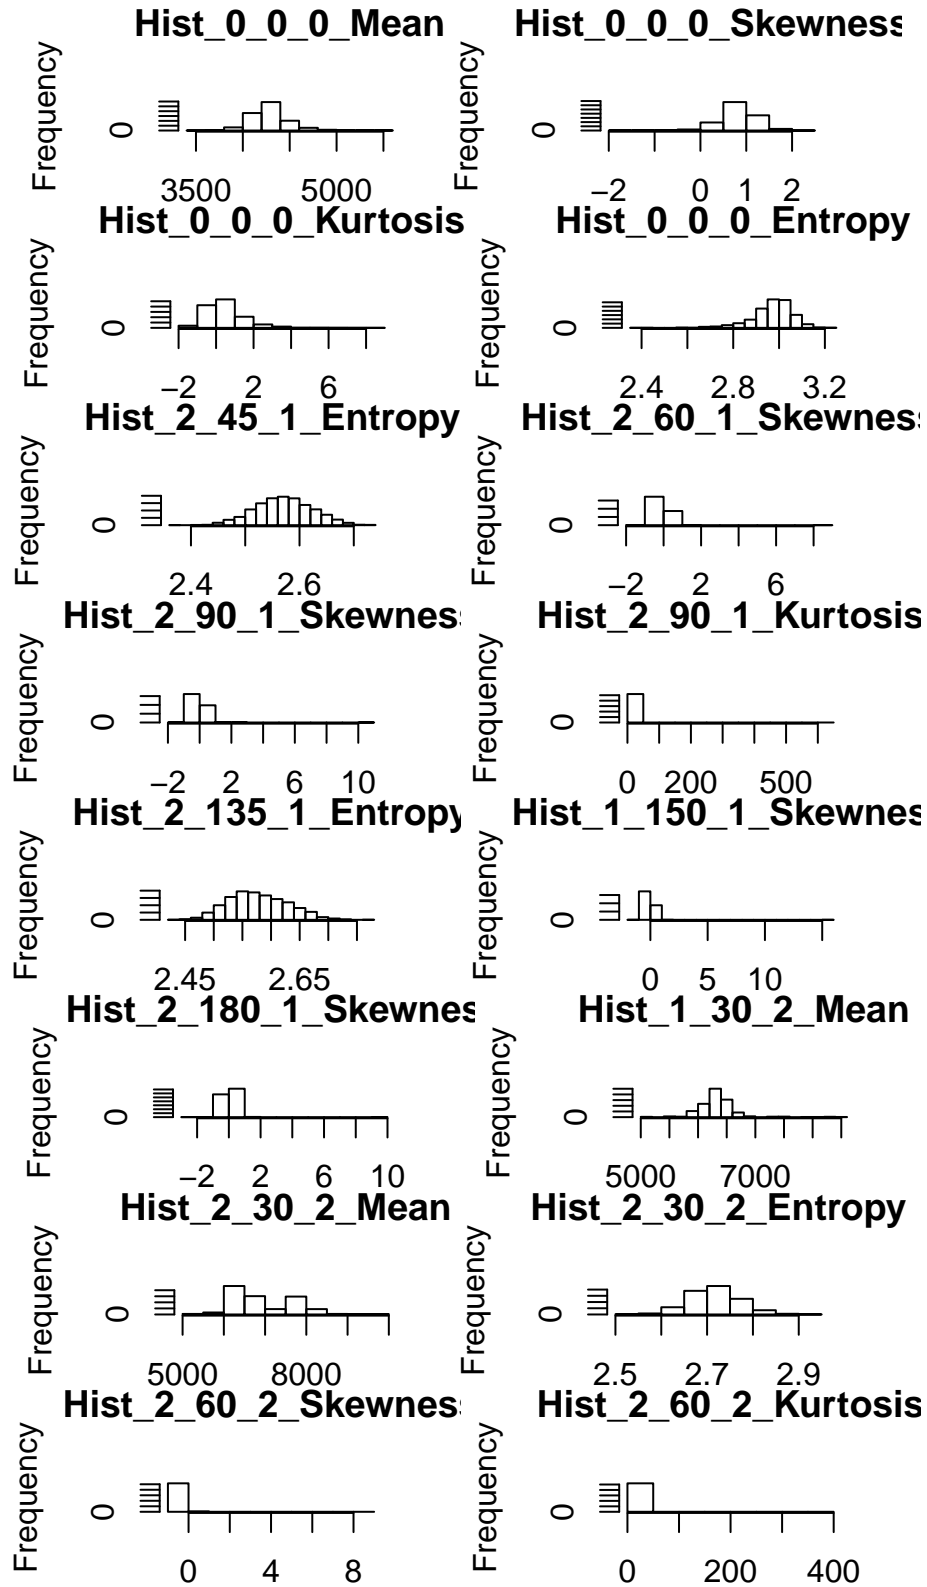 Hist_0_0_0_Mean
Frequency
0
3500 5000
Hist_0_0_0_Skewness
Frequency
0
−2 0 1 2
Hist_0_0_0_Kurtosis
Frequency
0
−2 2 6
Hist_0_0_0_Entropy
Frequency
0
2.4 2.8 3.2
Hist_2_45_1_Entropy
Frequency
0
2.4 2.6
Hist_2_60_1_Skewness
Frequency
0
−2 2 6
Hist_2_90_1_Skewness
Frequency
0
−2 2 6 10
Hist_2_90_1_Kurtosis
Frequency
0
0 200 500
Hist_2_135_1_Entropy
Frequency
0
2.45 2.65
Hist_1_150_1_Skewnes
Frequency
0
0 5 10
Hist_2_180_1_Skewnes
Frequency
0
−2 2 6 10
Hist_1_30_2_Mean
Frequency
0
5000 7000
Hist_2_30_2_Mean
Frequency
0
5000 8000
Hist_2_30_2_Entropy
Frequency
0
2.5 2.7 2.9
Hist_2_60_2_Skewness
Frequency
0
0 4 8
Hist_2_60_2_Kurtosis
Frequency
0
0 200 400